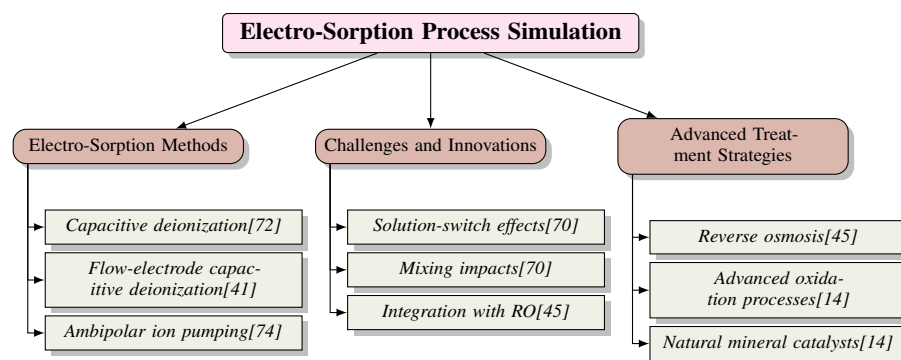 Electro-Sorption Process Simulation
Electro-Sorption Methods
Capacitive deionization[72]
Flow-electrode capac-
itive deionization[41]
Ambipolar ion pumping[74]
Challenges and Innovations
Solution-switch effects[70]
Mixing impacts[70]
Integration with RO[45]
Advanced Treat-
ment Strategies
Reverse osmosis[45]
Advanced oxida-
tion processes[14]
Natural mineral catalysts[14]